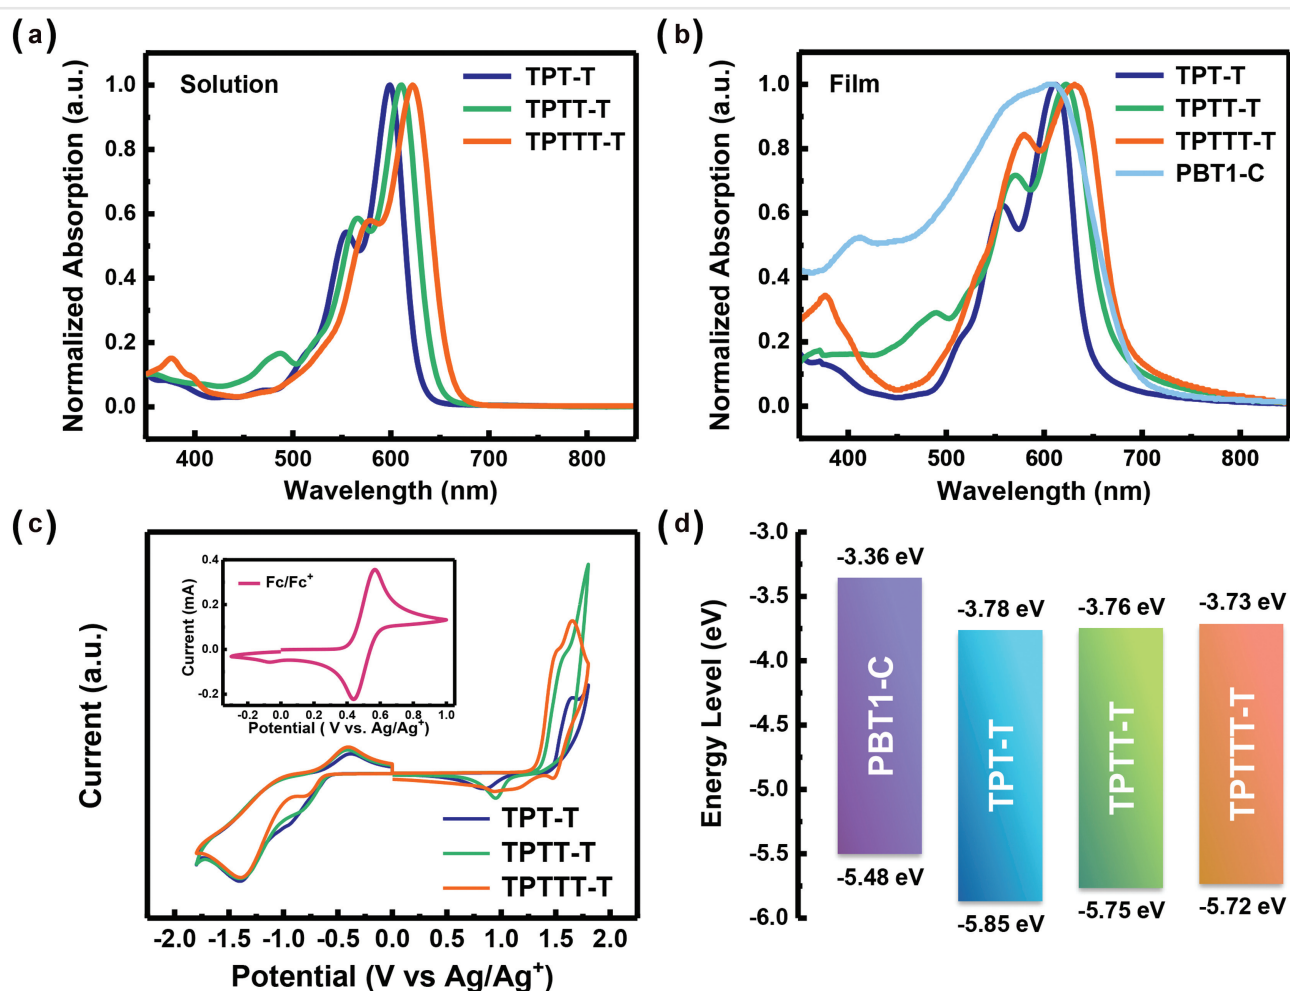 (a)
Solution
TPT-T
TPTT-T
TPTTT-T
Normalized Absorption (a.u.)
1.0
0.8
0.6
0.4
0.2
0.0
400 500 600 700 800
Wavelength (nm)
(b)
Film
TPT-T
TPTT-T
TPTTT-T
PBT1-C
Normalized Absorption (a.u.)
1.0
0.8
0.6
0.4
0.2
0.0
400 500 600 700 800
Wavelength (nm)
(c)
Current (a.u.)
0.4
0.2
0.0
-0.2
Current (mA)
Fc/Fc+
-0.2 0.0 0.2 0.4 0.6 0.8 1.0
Potential ( V vs. Ag/Ag+)
TPT-T
TPTT-T
TPTTT-T
-2.0 -1.5 -1.0 -0.5 0.0 0.5 1.0 1.5 2.0
Potential (V vs Ag/Ag+)
(d)
Energy Level (eV)
-3.0
-3.5
-4.0
-4.5
-5.0
-5.5
-6.0
-3.36 eV
PBT1-C
-5.48 eV
-3.78 eV
TPT-T
-5.85 eV
-3.76 eV
TPTT-T
-5.75 eV
-3.73 eV
TPTTT-T
-5.72 eV